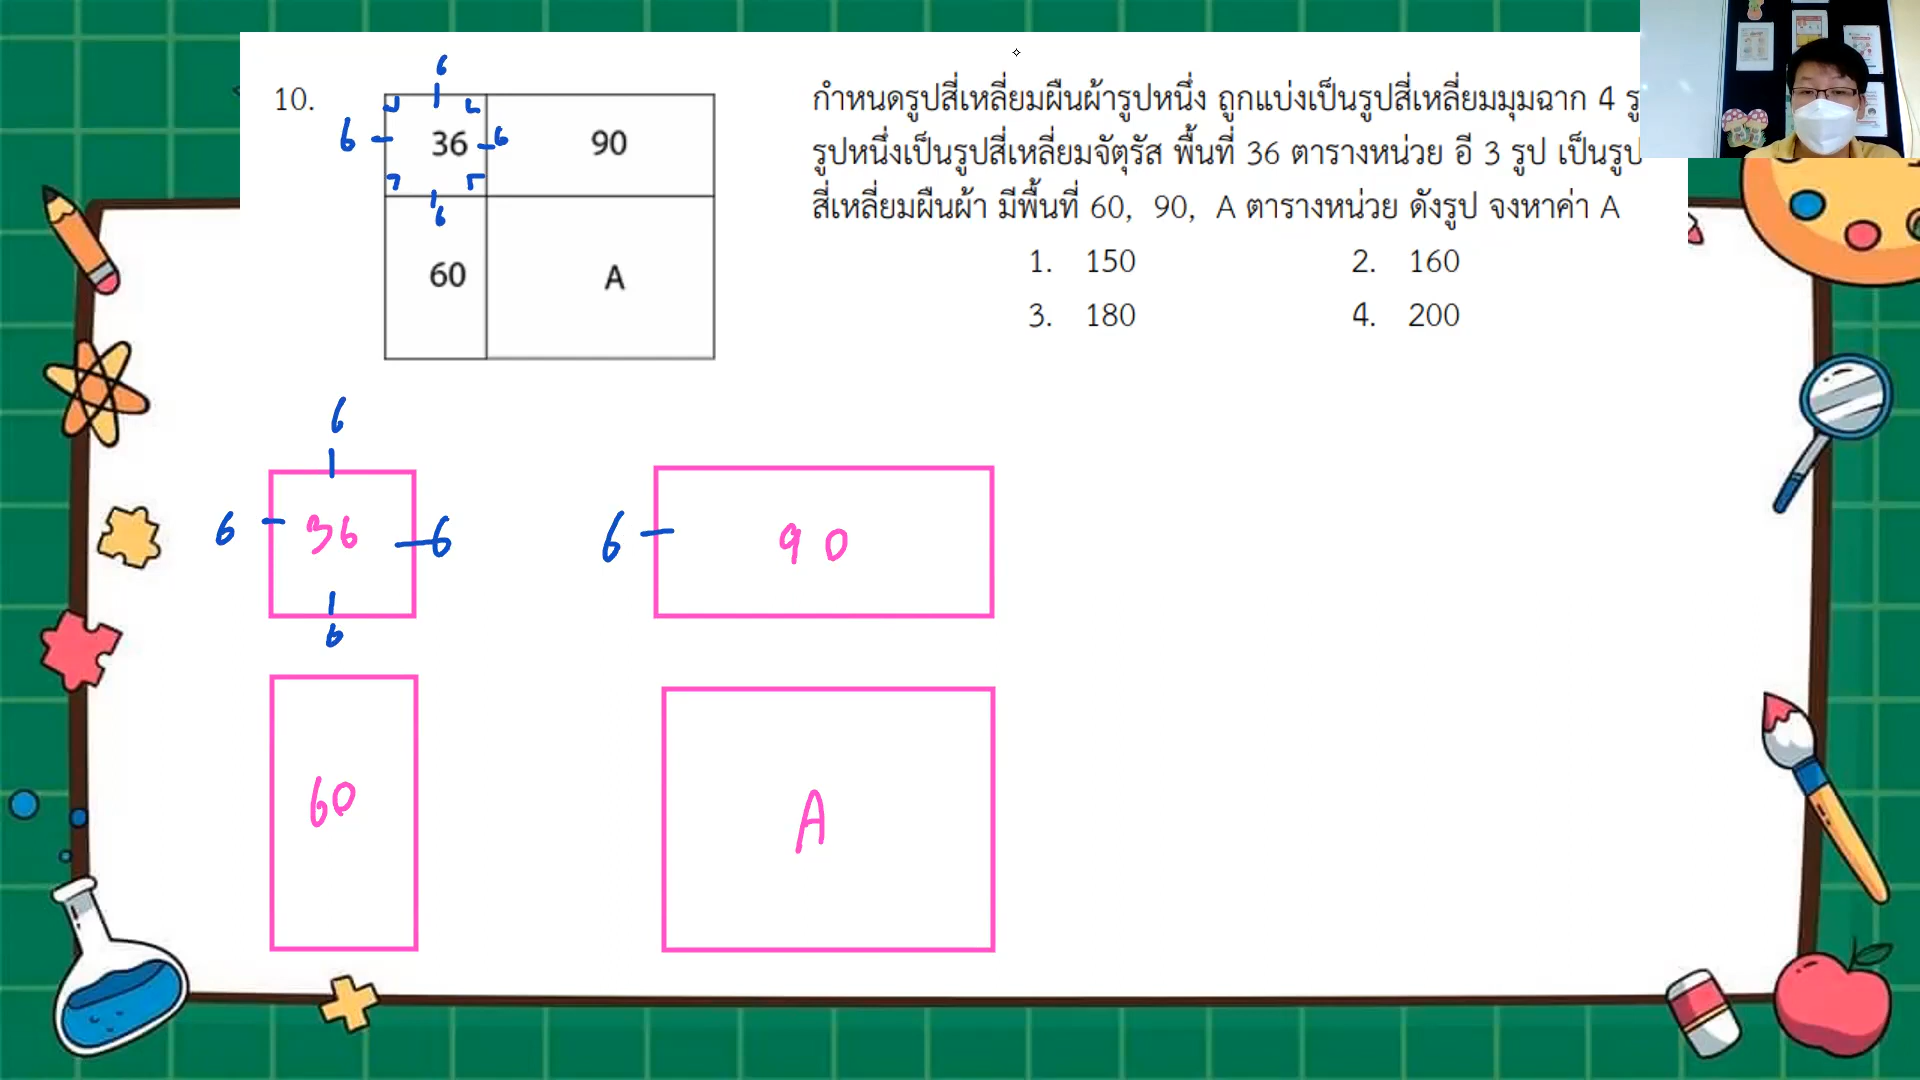 10.
6
6
36
6
90
6
60
A
กำหนดรูปสี่เหลี่ยมผืนผ้ารูปหนึ่ง ถูกแบ่งเป็นรูปสี่เหลี่ยมมุมฉาก 4
รูปหนึ่งเป็นรูปสี่เหลี่ยมจัตุรัส พื้นที่ 36 ตารางหน่วย อี 3 รูป เป็นรูป
สี่เหลี่ยมผืนผ้า มีพื้นที่ 60, 90, A ตารางหน่วย ดังรูป จงหาค่า A
1. 150 2. 160
3. 180 4. 200
6
6 36 6
6
6 90
60
A